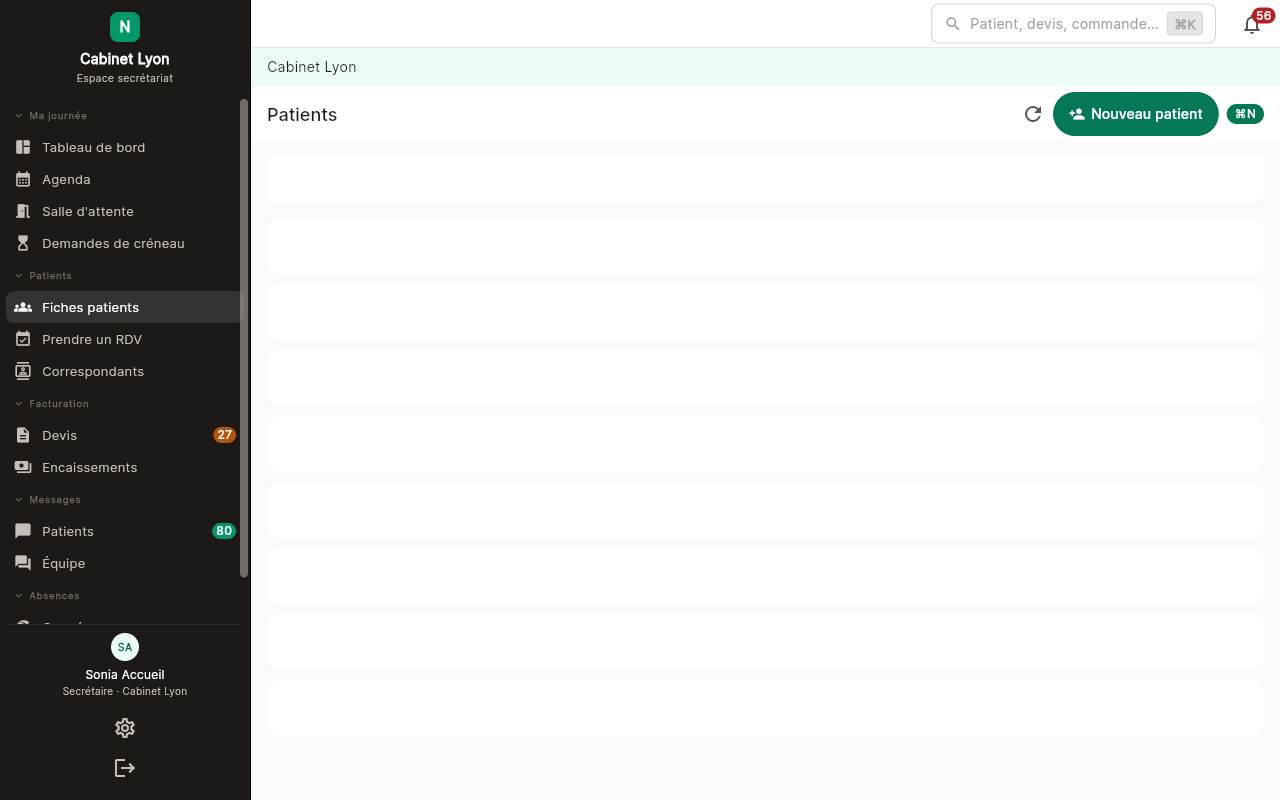 N
Cabinet Lyon
Espace secrétariat
Ma journée
Tableau de bord
Agenda
Salle d'attente
Demandes de créneau
Patients
Fiches patients
Prendre un RDV
Correspondants
Facturation
Devis 27
Encaissements
Messages
Patients 80
Équipe
Absences
SA
Sonia Accueil
Secrétaire · Cabinet Lyon
Patient, devis, commande... ⌘K
56
Cabinet Lyon
Patients
Nouveau patient ⌘N